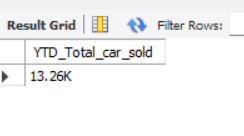 Result Grid Filter Rows:
YTD_Total_car_sold
13.26K